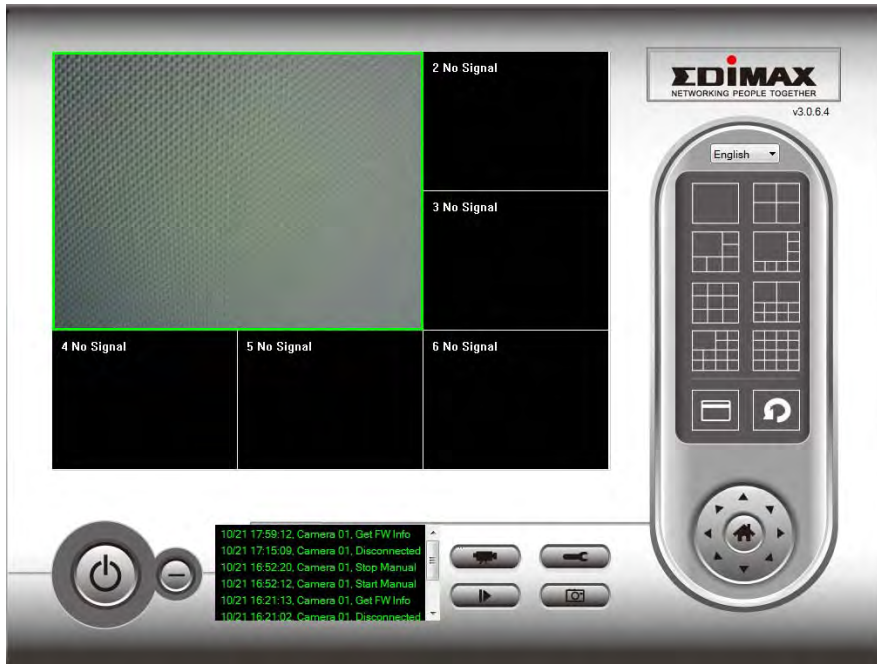 2 No Signal
EDIMAX
NETWORKING PEOPLE TOGETHER
v3.0.6.4
English
3 No Signal
4 No Signal
5 No Signal
6 No Signal
10/21 17:59:12, Camera 01, Get FW Info
10/21 17:15:09, Camera 01, Disconnected
10/21 16:52:20, Camera 01, Stop Manual
10/21 16:52:12, Camera 01, Start Manual
10/21 16:21:13, Camera 01, Get FW Info
10/21 16:21:02, Camera 01, Disconnected